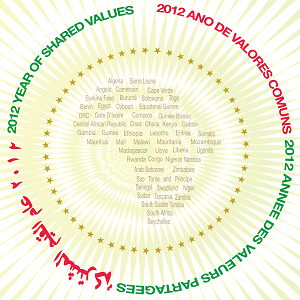 2012 YEAR OF SHARED VALUES
2012 ANO DE VALORES COMUNS
2012 ANNEE DES VALEURS PARTAGEES
٢٠١٢ عام القيم المشتركة
Algeria Sierra Leone
Angola Cameroon Cape Verde
Burkina Faso Burundi Botswana Togo
Benin Egypt Djibouti Equatorial Guinea
DRC Cote D'ivoire Comoros Guinea-Bissau
Central African Republic Chad Ghana Kenya Gabon
Gambia Guinea Ethiopia Lesotho Eritrea Somalia
Mauritius Mali Malawi Mauritania Mozambique
Madagascar Libya Liberia Uganda
Rwanda Congo Nigeria Namibia
Arab Saharawi Zimbabwe
Sao Tome and Principe
Senegal Swaziland Niger
Sudan Tanzania Zambia
South Sudan Tunisia
South Africa
Seychelles